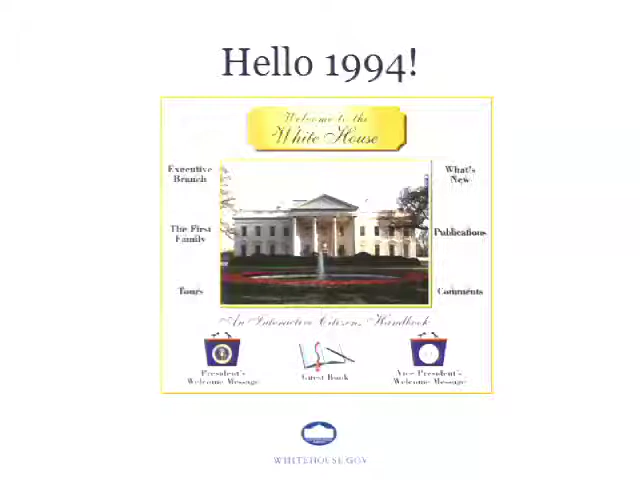 Hello 1994!
Welcome to the
White House
Executive
Branch
What's
New
The First
Family
Publications
Tours
Comments
An Interactive Citizens Handbook
President's
Welcome Message
Guest Book
Vice President's
Welcome Message
WHITEHOUSE.GOV